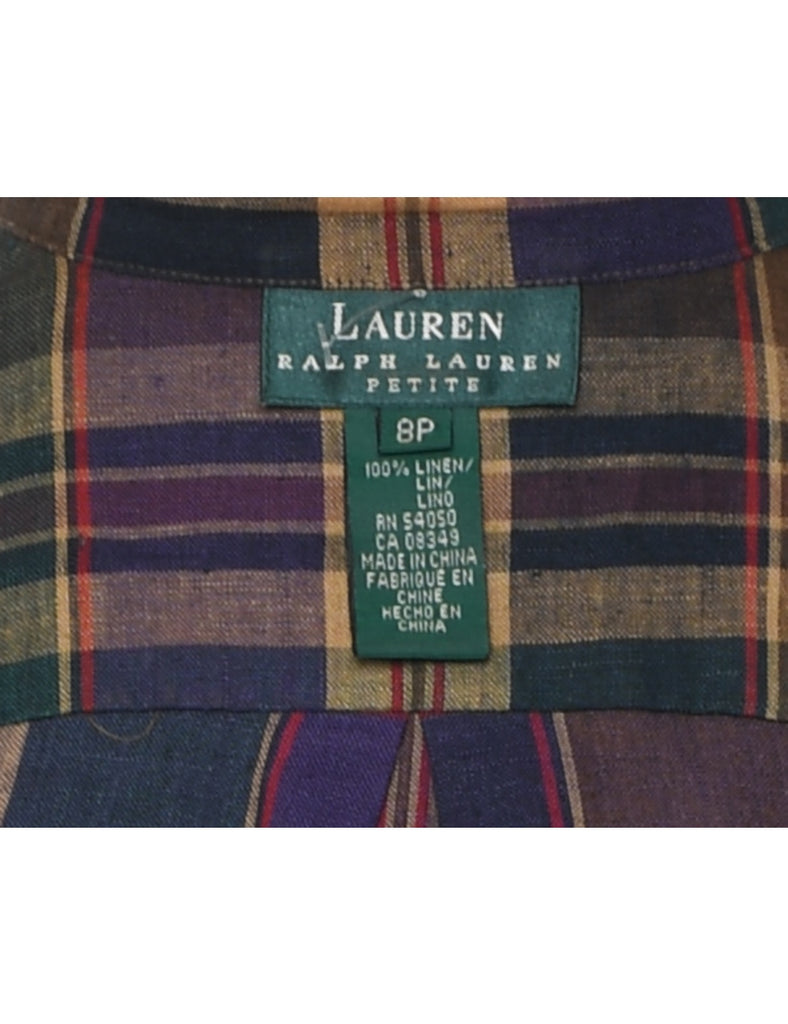 LAUREN
RALPH LAUREN
PETITE
8P
100% LINEN/
LIN/
LINO
RN 54050
CA 08349
MADE IN CHINA
FABRIQUÉ EN
CHINE
HECHO EN
CHINA